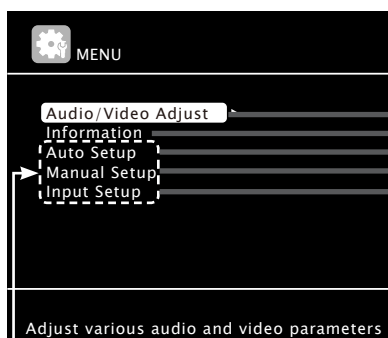 MENU
Audio/Video Adjust
Information
Auto Setup
Manual Setup
Input Setup
Adjust various audio and video parameters